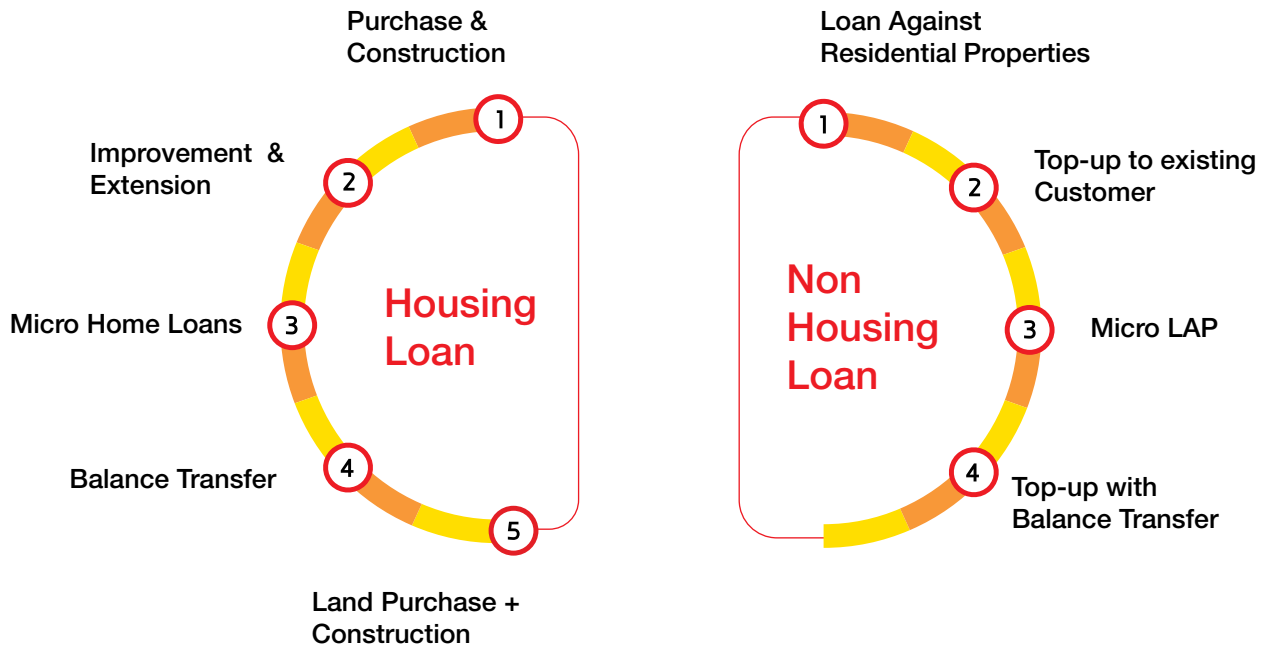 Purchase &
Construction
1
Improvement &
Extension
2
Micro Home Loans
3
Housing
Loan
Balance Transfer
4
5
Land Purchase +
Construction
Loan Against
Residential Properties
1
Top-up to existing
Customer
2
Non
Housing
Loan
3
Micro LAP
4
Top-up with
Balance Transfer